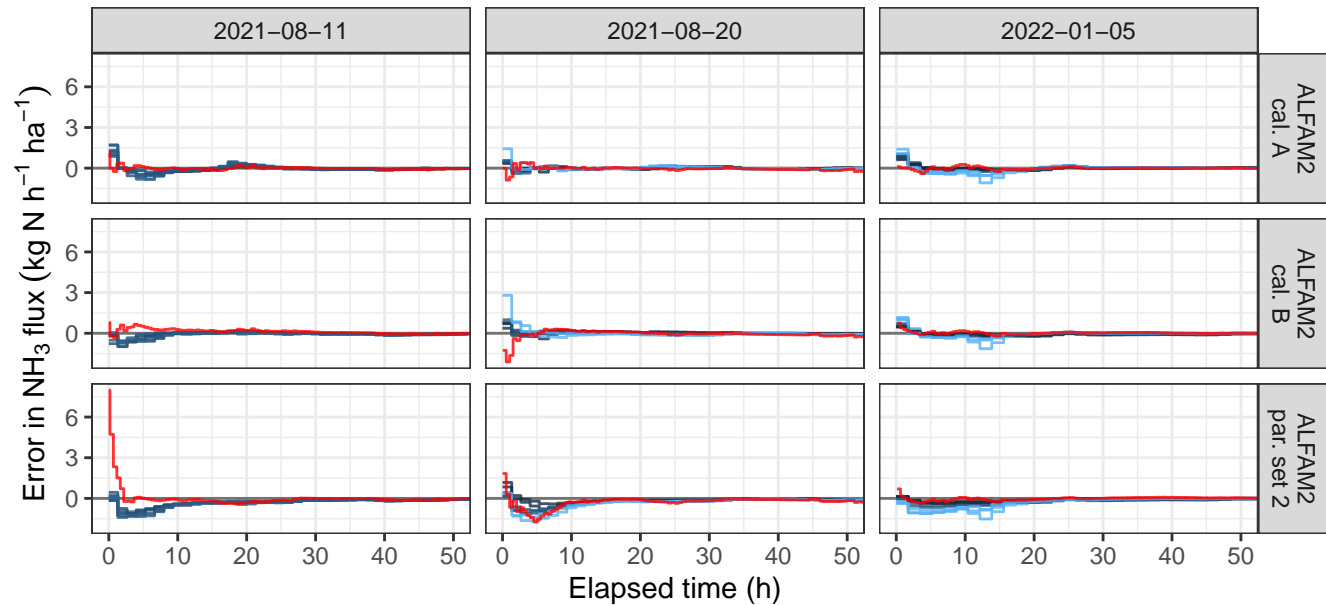 2021−08−11
2021−08−20
2022−01−05
Error in NH₃ flux (kg N h⁻¹ ha⁻¹)
6
3
0
ALFAM2
cal. A
6
3
0
ALFAM2
cal. B
6
3
0
ALFAM2
par. set 2
0 10 20 30 40 50
0 10 20 30 40 50
0 10 20 30 40 50
Elapsed time (h)